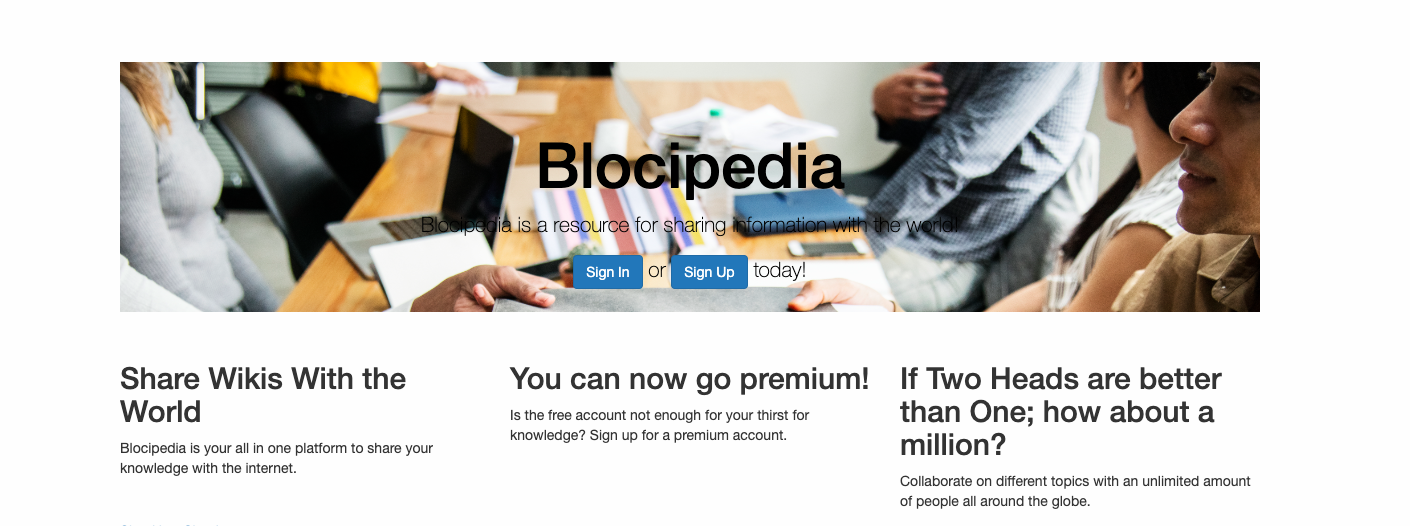 Blocipedia
Blocipedia is a resource for sharing information with the world!
Sign In or Sign Up today!
Share Wikis With the
World
Blocipedia is your all in one platform to share your
knowledge with the internet.
You can now go premium!
Is the free account not enough for your thirst for
knowledge? Sign up for a premium account.
If Two Heads are better
than One; how about a
million?
Collaborate on different topics with an unlimited amount
of people all around the globe.